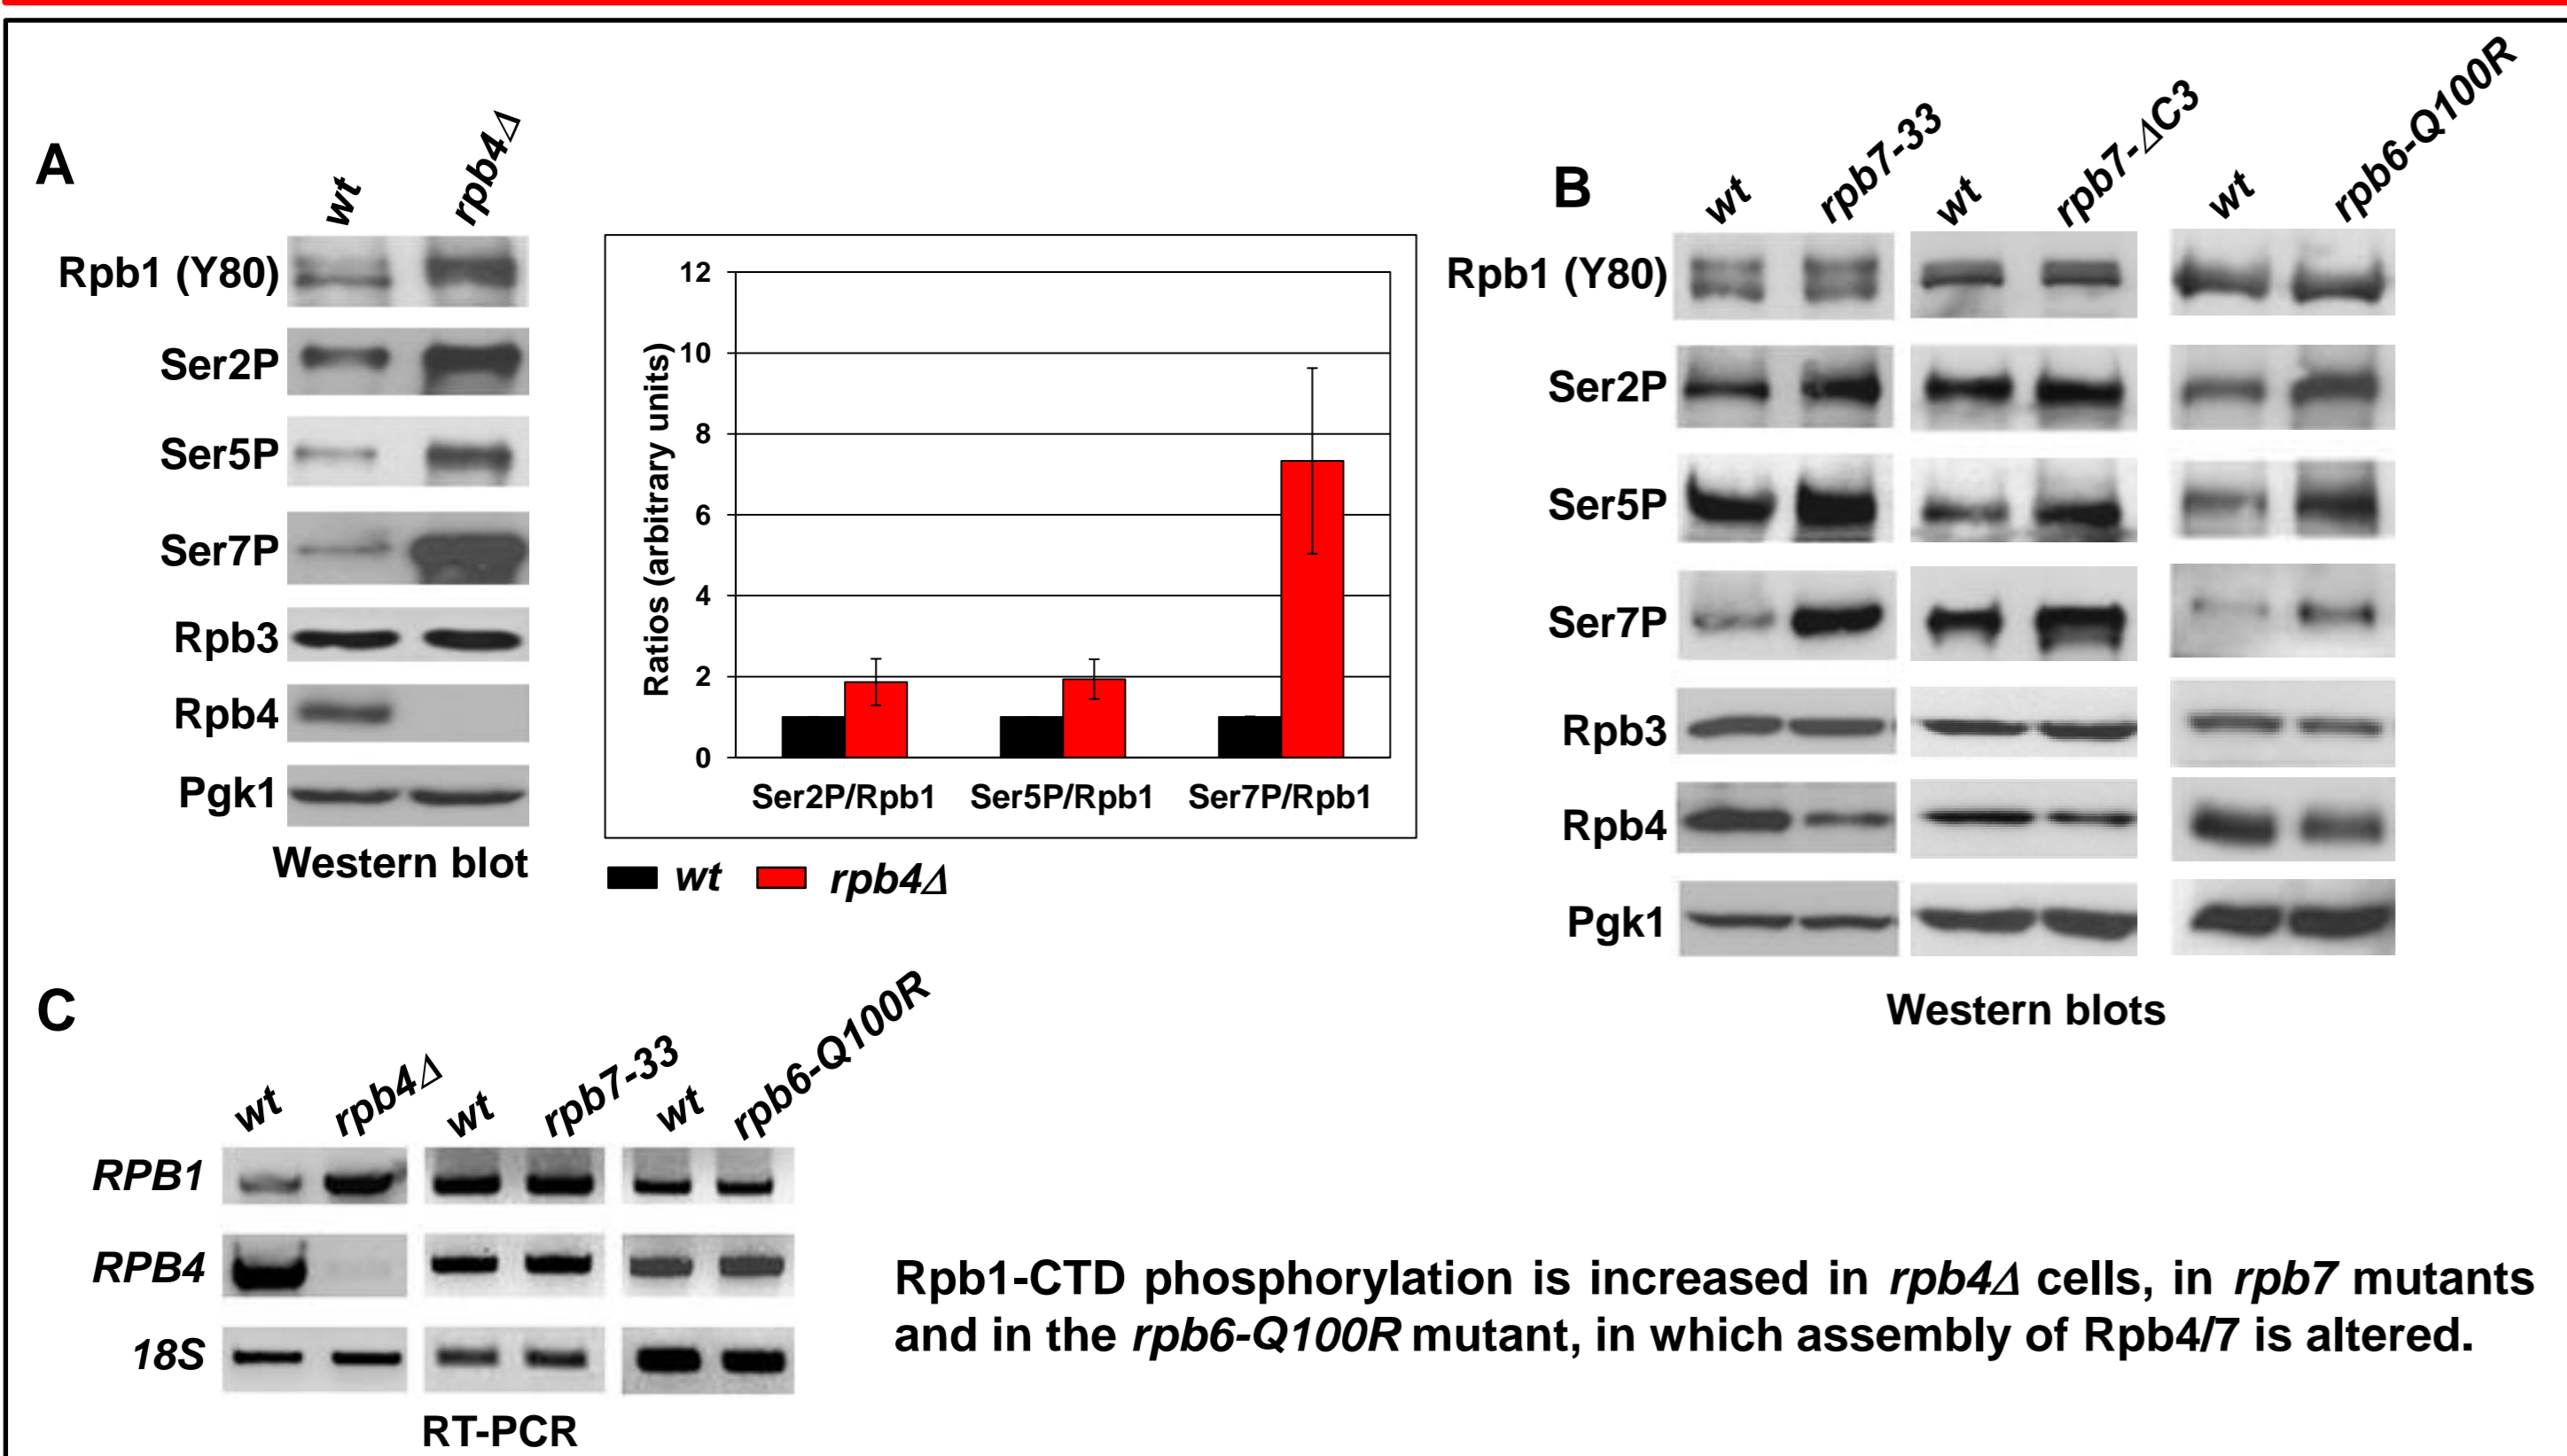 A
wt
rpb4Δ
Rpb1 (Y80)
Ser2P
Ser5P
Ser7P
Rpb3
Rpb4
Pgk1
Western blot
Ratios (arbitrary units)
12
10
8
6
4
2
0
Ser2P/Rpb1 Ser5P/Rpb1 Ser7P/Rpb1
wt rpb4Δ
B
wt rpb7-33 wt rpb7-ΔC3 wt rpb6-Q100R
Rpb1 (Y80)
Ser2P
Ser5P
Ser7P
Rpb3
Rpb4
Pgk1
Western blots
C
wt rpb4Δ wt rpb7-33 wt rpb6-Q100R
RPB1
RPB4
18S
RT-PCR
Rpb1-CTD phosphorylation is increased in rpb4Δ cells, in rpb7 mutants
and in the rpb6-Q100R mutant, in which assembly of Rpb4/7 is altered.